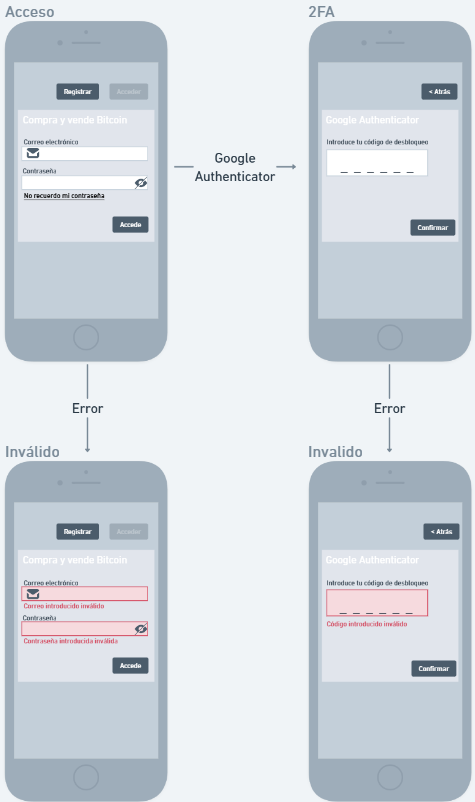 Acceso
2FA
Registrar
Acceder
Compra y vende Bitcoin
Correo electrónico
Contraseña
No recuerdo mi contraseña
Accede
Google
Authenticator
< Atrás
Google Authenticator
Introduce tu código de desbloqueo
_ _ _ _ _ _
Confirmar
Error
Error
Inválido
Invalido
Registrar
Acceder
Compra y vende Bitcoin
Correo electrónico
Correo introducido inválido
Contraseña
Contraseña introducida inválida
Accede
< Atrás
Google Authenticator
Introduce tu código de desbloqueo
_ _ _ _ _ _
Código introducido inválido
Confirmar